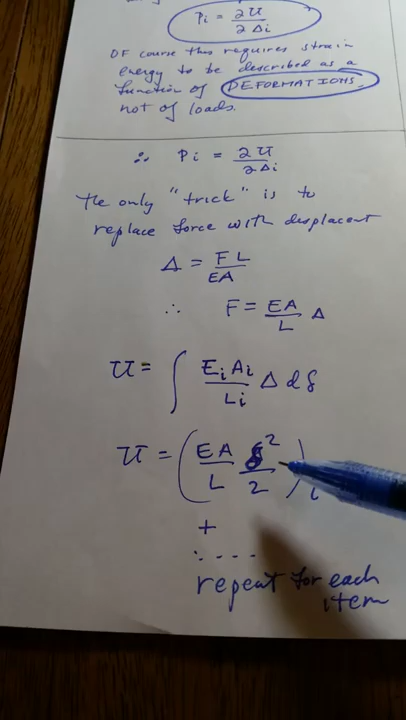 Pi = ∂U / ∂Δi
OF course this requires strain
energy to be described as a
function of DEFORMATIONS
not of loads.
∴ Pi = ∂U / ∂Δi
The only "trick" is to
replace force with displacent
Δ = FL / EA
∴ F = EA / L Δ
U = ∫ EiAi / Li Δ dδ
U = (EA / L δ² / 2)i
+
. ....
repeat for each
item